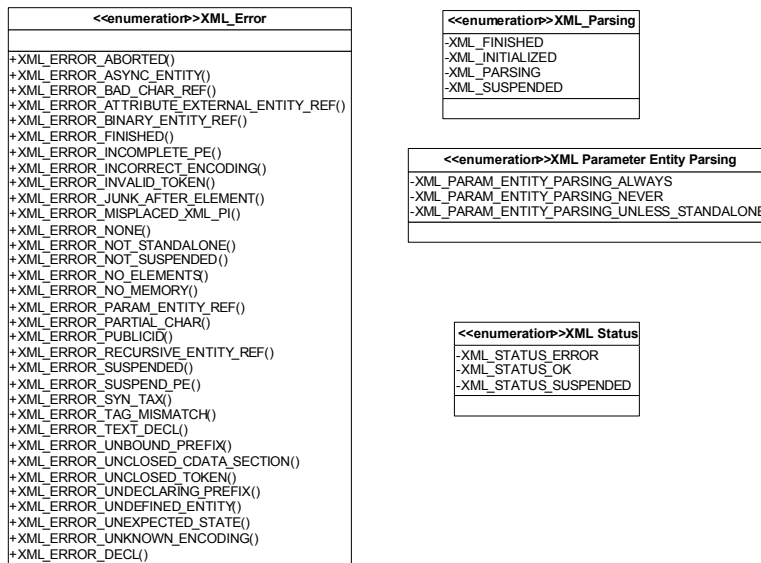 <<enumeration>>XML_Error
+XML_ERROR_ABORTED()
+XML_ERROR_ASYNC_ENTITY()
+XML_ERROR_BAD_CHAR_REF()
+XML_ERROR_ATTRIBUTE_EXTERNAL_ENTITY_REF()
+XML_ERROR_BINARY_ENTITY_REF()
+XML_ERROR_FINISHED()
+XML_ERROR_INCOMPLETE_PE()
+XML_ERROR_INCORRECT_ENCODING()
+XML_ERROR_INVALID_TOKEN()
+XML_ERROR_JUNK_AFTER_ELEMENT()
+XML_ERROR_MISPLACED_XML_PI()
+XML_ERROR_NONE()
+XML_ERROR_NOT_STANDALONE()
+XML_ERROR_NOT_SUSPENDED()
+XML_ERROR_NO_ELEMENTS()
+XML_ERROR_NO_MEMORY()
+XML_ERROR_PARAM_ENTITY_REF()
+XML_ERROR_PARTIAL_CHAR()
+XML_ERROR_PUBLICID()
+XML_ERROR_RECURSIVE_ENTITY_REF()
+XML_ERROR_SUSPENDED()
+XML_ERROR_SUSPEND_PE()
+XML_ERROR_SYN_TAX()
+XML_ERROR_TAG_MISMATCH()
+XML_ERROR_TEXT_DECL()
+XML_ERROR_UNBOUND_PREFIX()
+XML_ERROR_UNCLOSED_CDATA_SECTION()
+XML_ERROR_UNCLOSED_TOKEN()
+XML_ERROR_UNDECLARING_PREFIX()
+XML_ERROR_UNDEFINED_ENTITY()
+XML_ERROR_UNEXPECTED_STATE()
+XML_ERROR_UNKNOWN_ENCODING()
+XML_ERROR_DECL()
<<enumeration>>XML_Parsing
-XML_FINISHED
-XML_INITIALIZED
-XML_PARSING
-XML_SUSPENDED
<<enumeration>>XML Parameter Entity Parsing
-XML_PARAM_ENTITY_PARSING_ALWAYS
-XML_PARAM_ENTITY_PARSING_NEVER
-XML_PARAM_ENTITY_PARSING_UNLESS_STANDALONE
<<enumeration>>XML Status
-XML_STATUS_ERROR
-XML_STATUS_OK
-XML_STATUS_SUSPENDED